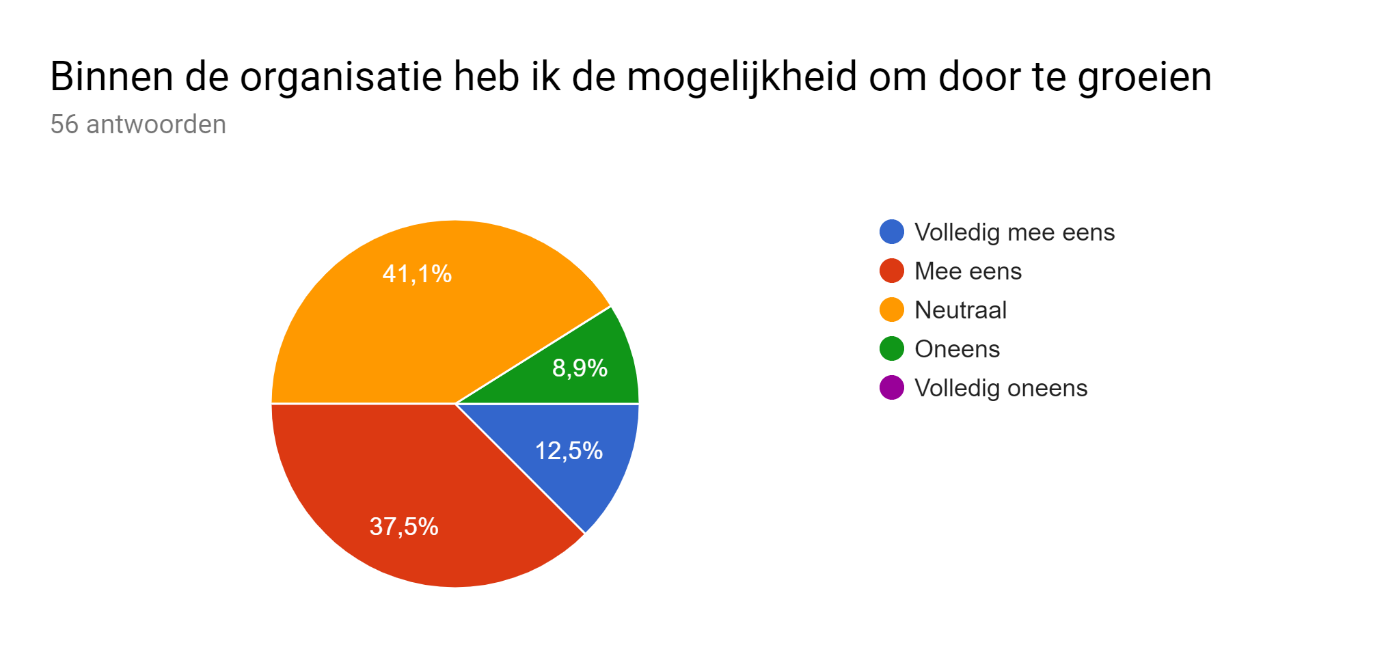 Binnen de organisatie heb ik de mogelijkheid om door te groeien
56 antwoorden
Volledig mee eens
Mee eens
Neutraal
Oneens
Volledig oneens
41,1%
8,9%
12,5%
37,5%